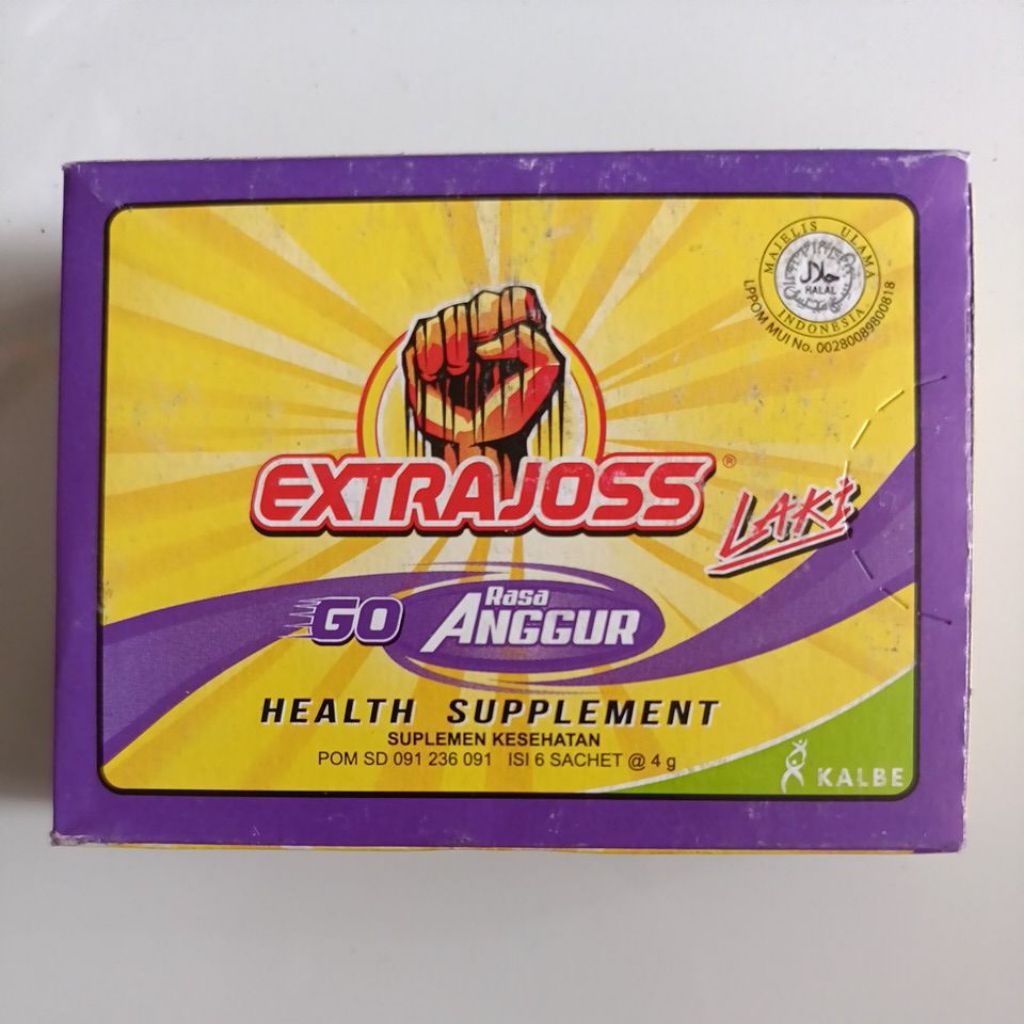 MAJELIS ULAMA
حلال
HALAL
INDONESIA
LPPOM MUI No. 00280089800818
EXTRAJOSS®
LAKI
GO
Rasa
ANGGUR
HEALTH SUPPLEMENT
SUPLEMEN KESEHATAN
POM SD 091 236 091 ISI 6 SACHET @ 4 g
KALBE